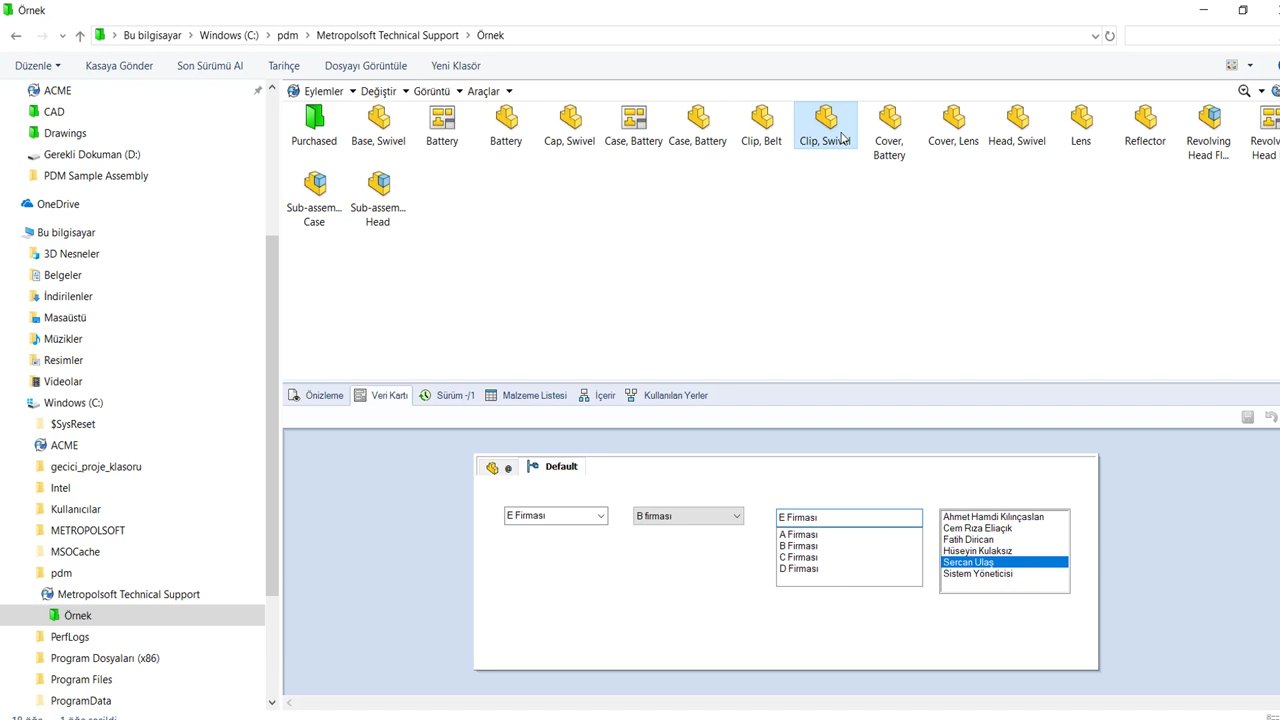 Örnek
Bu bilgisayar > Windows (C:) > pdm > Metropolsoft Technical Support > Örnek
Düzenle Kasaya Gönder Son Sürümü Al Tarihçe Dosyayı Görüntüle Yeni Klasör
ACME
CAD
Drawings
Gerekli Dokuman (D:)
PDM Sample Assembly
OneDrive
Bu bilgisayar
3D Nesneler
Belgeler
İndirilenler
Masaüstü
Müzikler
Resimler
Videolar
Windows (C:)
$SysReset
ACME
gecici_proje_klasoru
Intel
Kullanıcılar
METROPOLSOFT
MSOCache
pdm
Metropolsoft Technical Support
Örnek
PerfLogs
Program Dosyaları (x86)
Program Files
ProgramData
Eylemler Değiştir Görüntü Araçlar
Purchased
Base, Swivel
Battery
Battery
Cap, Swivel
Case, Battery
Case, Battery
Clip, Belt
Clip, Swivel
Cover,
Battery
Cover, Lens
Head, Swivel
Lens
Reflector
Revolving
Head Fl...
Sub-assem...
Case
Sub-assem...
Head
Önizleme Veri Kartı Sürüm -/1 Malzeme Listesi İçerir Kullanılan Yerler
@ Default
E Firması
B firması
E Firması
A Firması
B Firması
C Firması
D Firması
Ahmet Hamdi Kılınçaslan
Cem Rıza Eliaçık
Fatih Dirican
Hüseyin Kulaksız
Sercan Ulaş
Sistem Yöneticisi